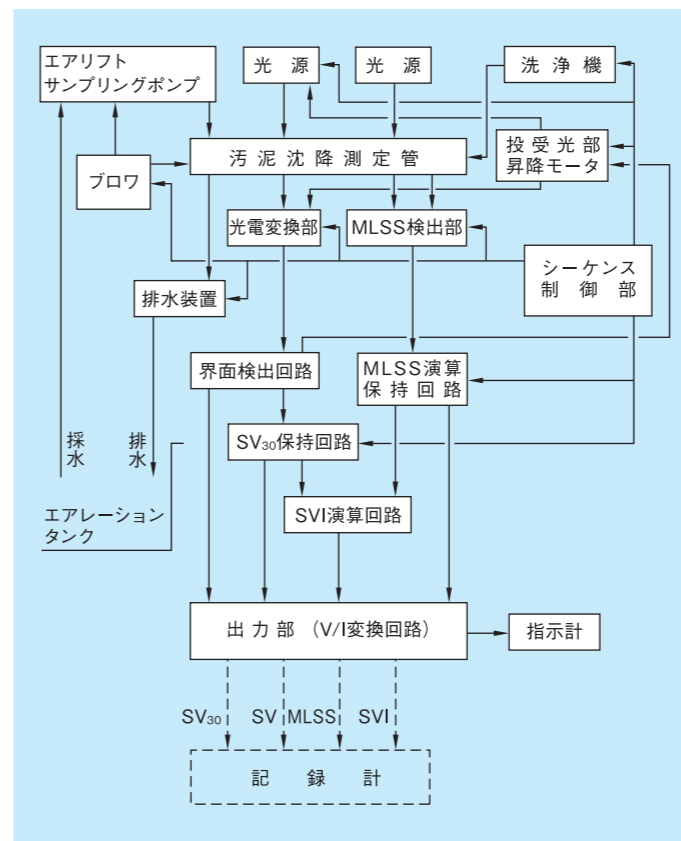 エアリフト
サンプリングポンプ
光源
光源
洗浄機
投受光部
昇降モータ
汚泥沈降測定管
ブロワ
光電変換部
MLSS検出部
シーケンス
制御部
排水装置
界面検出回路
MLSS演算
保持回路
採水
排水
SV₃₀保持回路
エアレーション
タンク
SVI演算回路
出力部（V/I変換回路）
指示計
SV₃₀
SV
MLSS
SVI
記録計